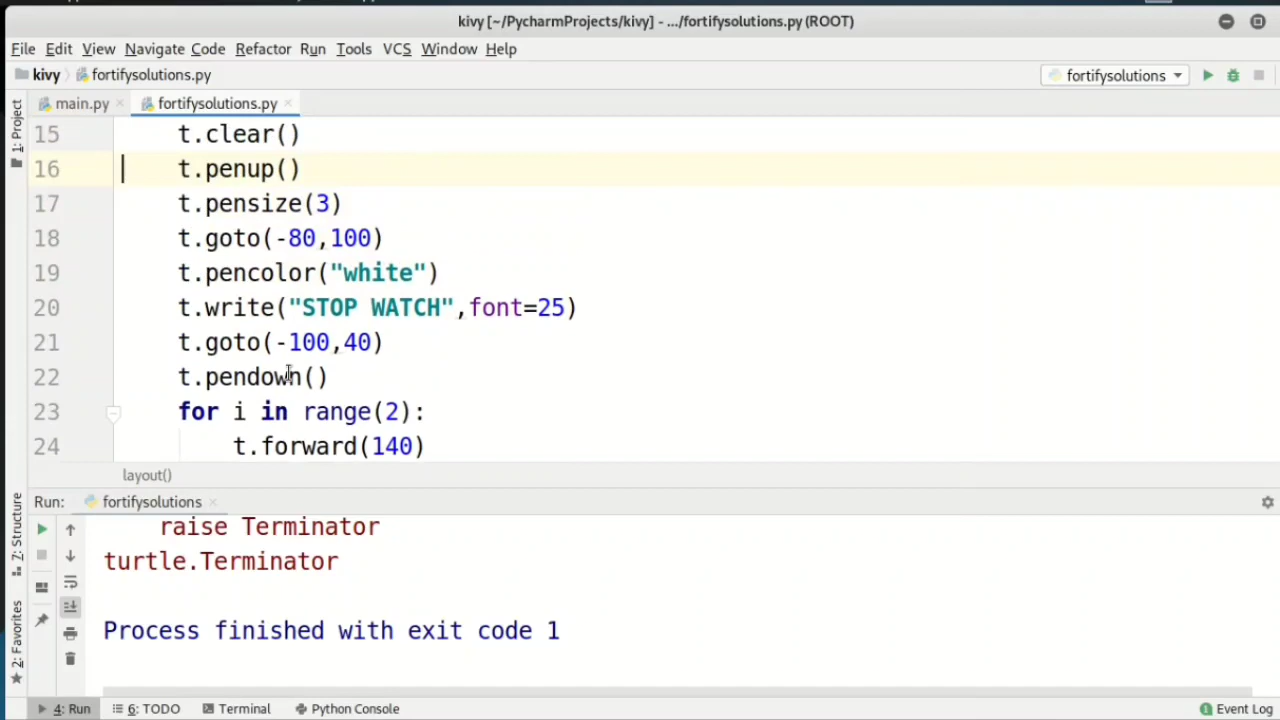 kivy [~/PycharmProjects/kivy] - .../fortifysolutions.py (ROOT)
File Edit View Navigate Code Refactor Run Tools VCS Window Help
kivy fortifysolutions.py fortifysolutions
main.py fortifysolutions.py
1: Project
15 t.clear()
16 t.penup()
17 t.pensize(3)
18 t.goto(-80,100)
19 t.pencolor("white")
20 t.write("STOP WATCH",font=25)
21 t.goto(-100,40)
22 t.pendown()
23 for i in range(2):
24 t.forward(140)
layout()
Run: fortifysolutions
7: Structure
2: Favorites
raise Terminator
turtle.Terminator
Process finished with exit code 1
4: Run 6: TODO Terminal Python Console 1 Event Log